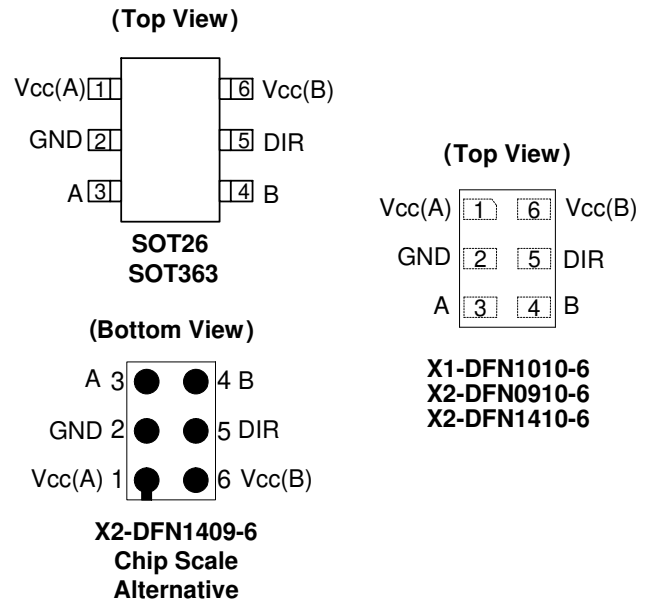 (Top View)
Vcc(A) 1 6 Vcc(B)
GND 2 5 DIR
A 3 4 B
SOT26
SOT363
(Top View)
Vcc(A) 1 6 Vcc(B)
GND 2 5 DIR
A 3 4 B
X1-DFN1010-6
X2-DFN0910-6
X2-DFN1410-6
(Bottom View)
A 3 4 B
GND 2 5 DIR
Vcc(A) 1 6 Vcc(B)
X2-DFN1409-6
Chip Scale
Alternative